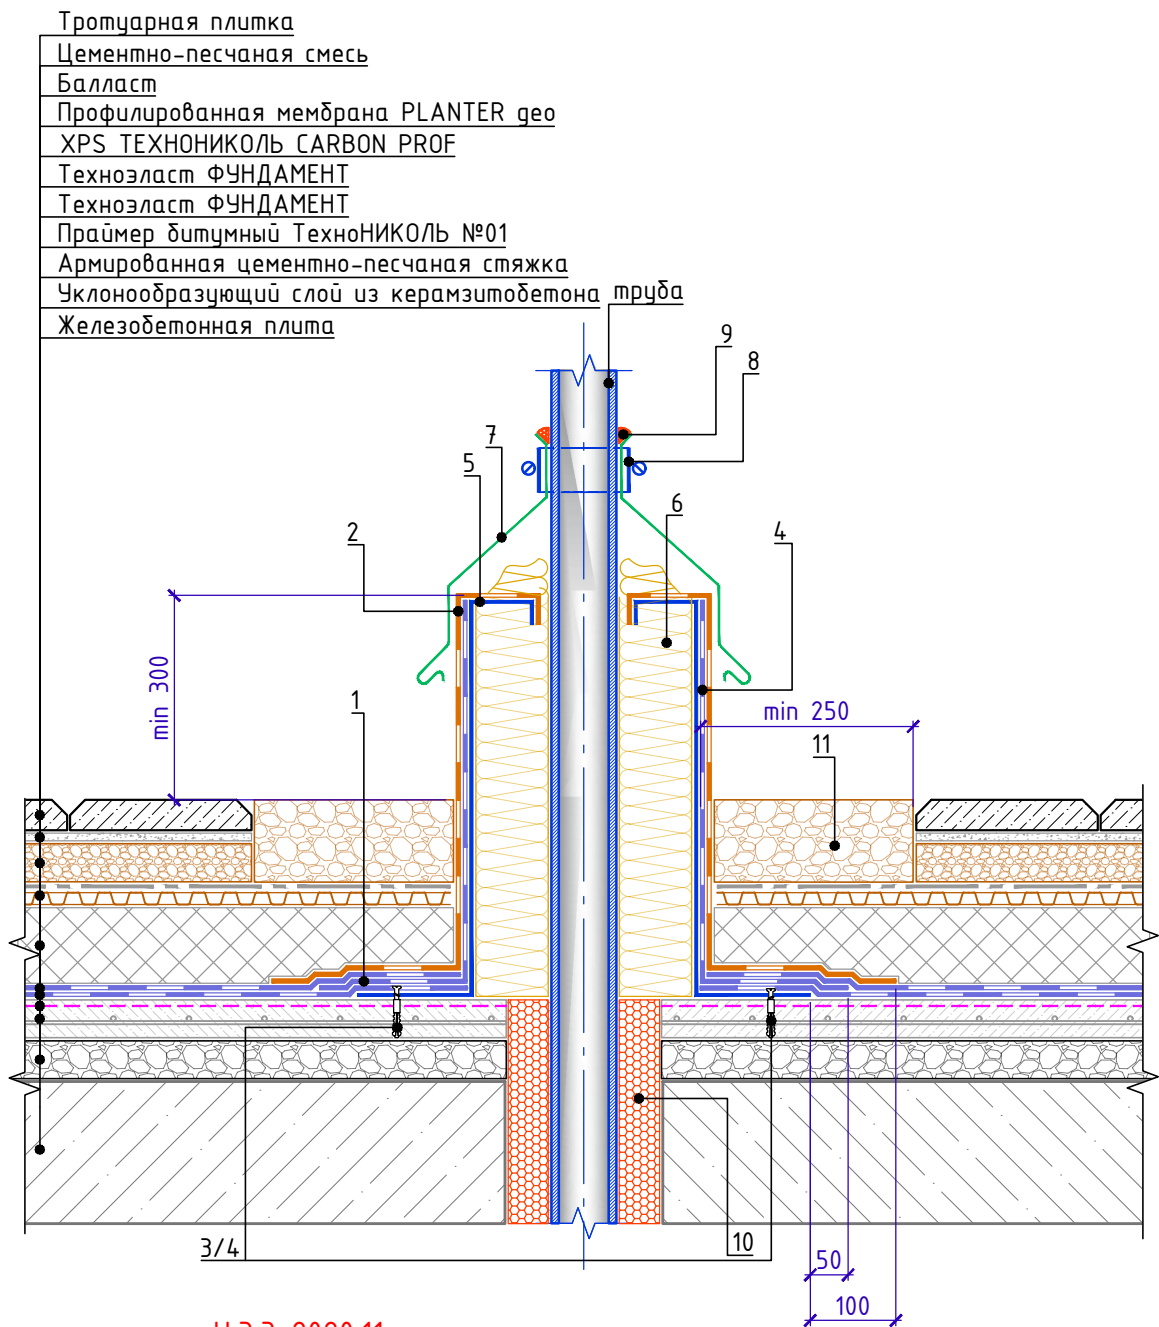 Тротуарная плитка
Цементно-песчаная смесь
Балласт
Профилированная мембрана PLANTER geo
XPS ТЕХНОНИКОЛЬ CARBON PROF
Техноэласт ФУНДАМЕНТ
Техноэласт ФУНДАМЕНТ
Праймер битумный ТехноНИКОЛЬ №01
Армированная цементно-песчаная стяжка
Уклонообразующий слой из керамзитобетона
труба
Железобетонная плита
9
8
7
5
6
2
4
min 300
1
min 250
11
3/4
10
50
100